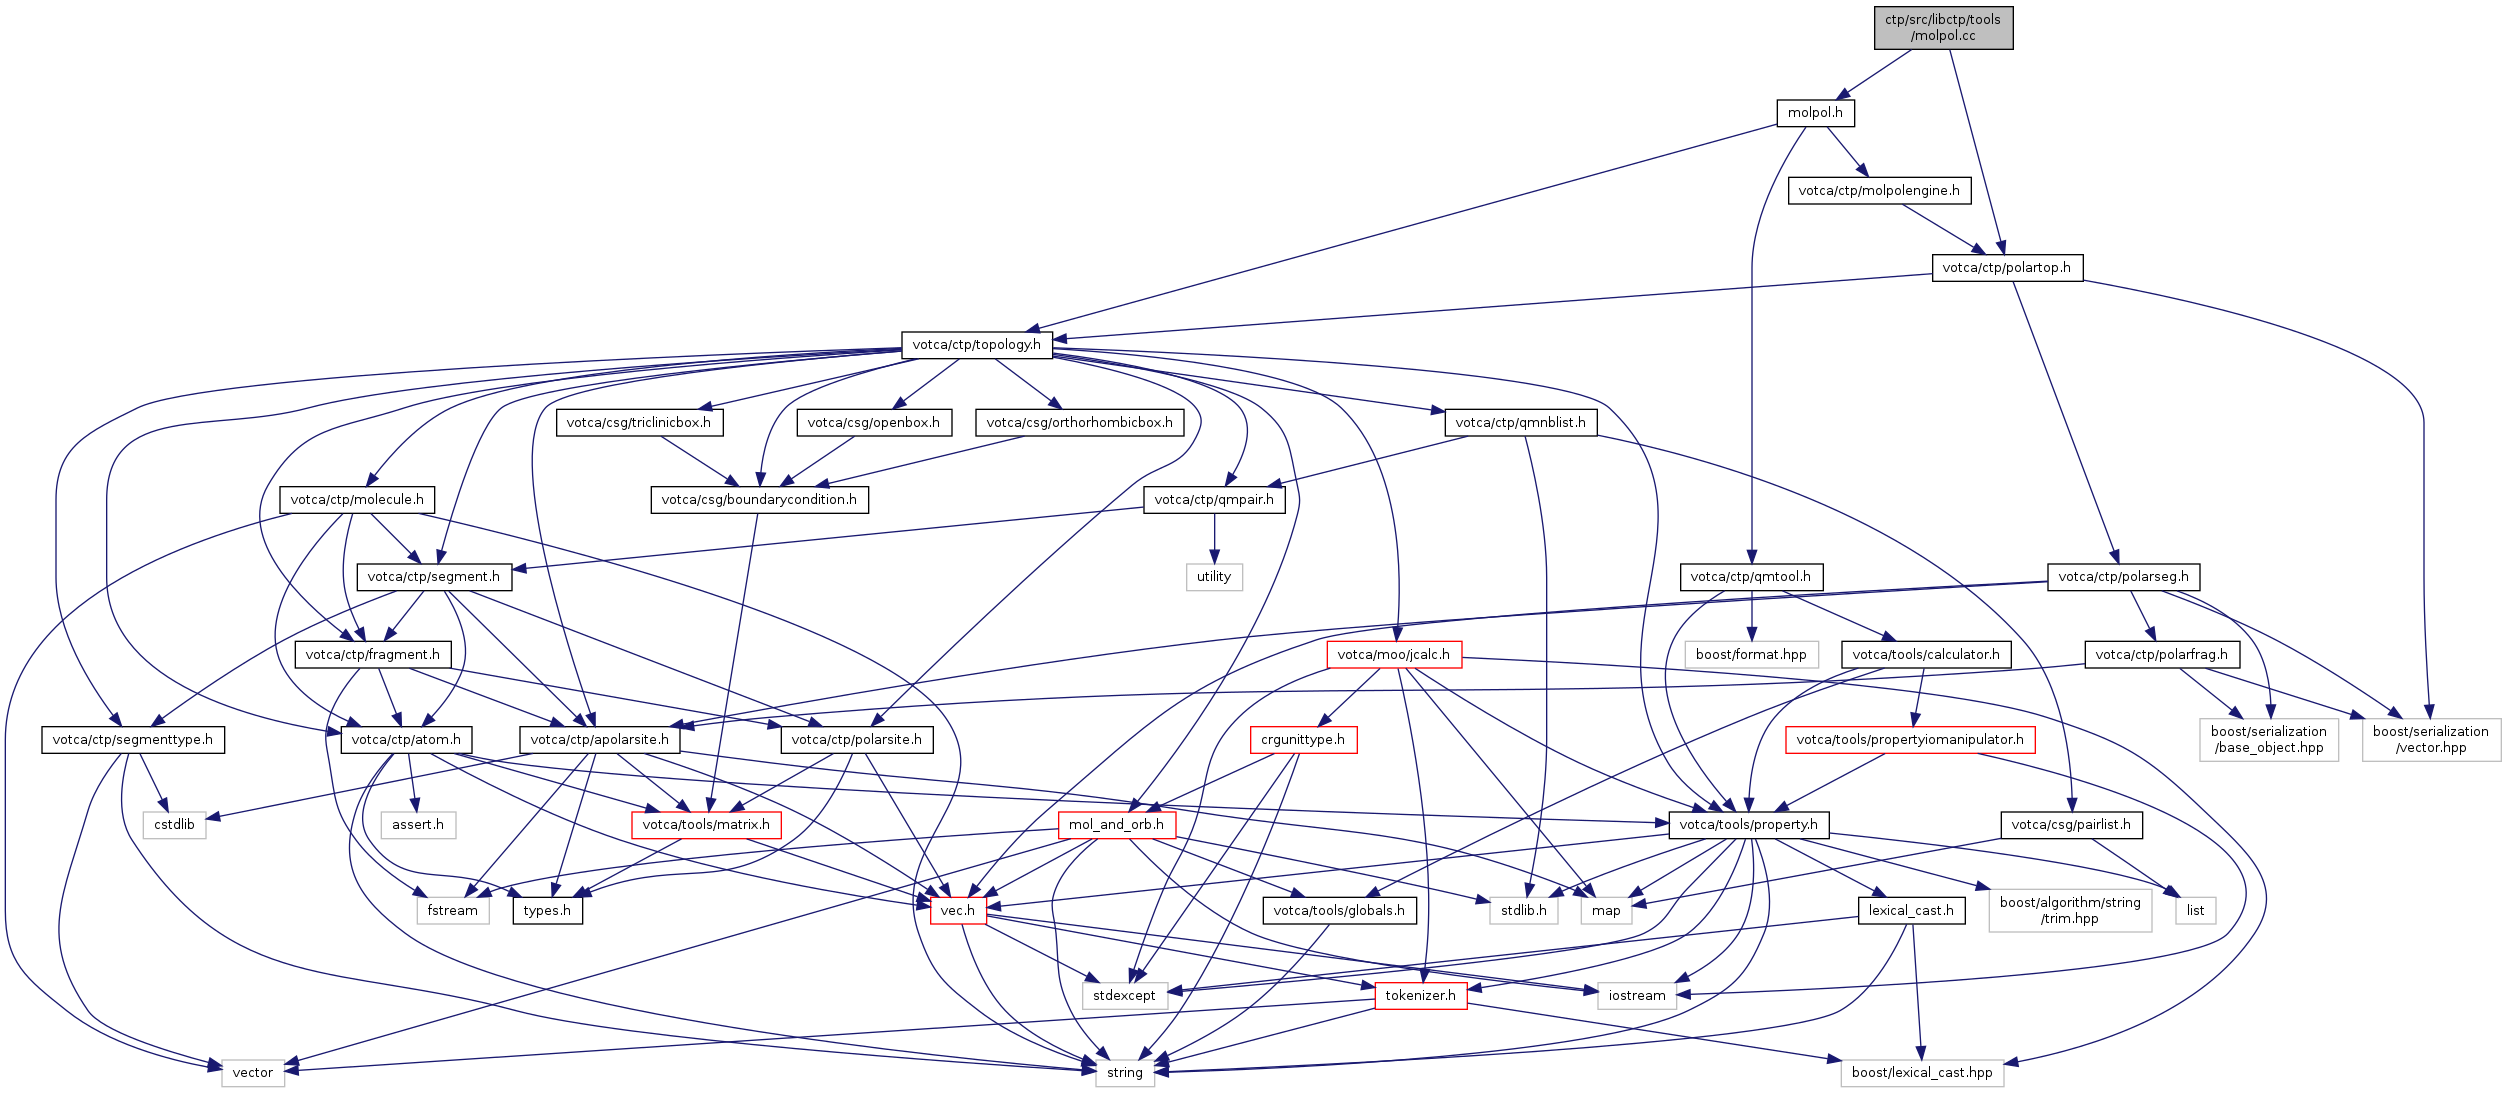 ctp/src/libctp/tools
/molpol.cc
molpol.h
votca/ctp/molpolengine.h
votca/ctp/polartop.h
votca/ctp/topology.h
votca/csg/triclinicbox.h
votca/csg/openbox.h
votca/csg/orthorhombicbox.h
votca/ctp/qmnblist.h
votca/ctp/molecule.h
votca/csg/boundarycondition.h
votca/ctp/qmpair.h
votca/ctp/segment.h
utility
votca/ctp/qmtool.h
votca/ctp/polarseg.h
votca/ctp/fragment.h
votca/moo/jcalc.h
boost/format.hpp
votca/tools/calculator.h
votca/ctp/polarfrag.h
votca/ctp/segmenttype.h
votca/ctp/atom.h
votca/ctp/apolarsite.h
votca/ctp/polarsite.h
crgunittype.h
votca/tools/propertyiomanipulator.h
boost/serialization
/base_object.hpp
boost/serialization
/vector.hpp
cstdlib
assert.h
votca/tools/matrix.h
mol_and_orb.h
votca/tools/property.h
votca/csg/pairlist.h
fstream
types.h
vec.h
votca/tools/globals.h
stdlib.h
map
lexical_cast.h
boost/algorithm/string
/trim.hpp
list
stdexcept
tokenizer.h
iostream
vector
string
boost/lexical_cast.hpp